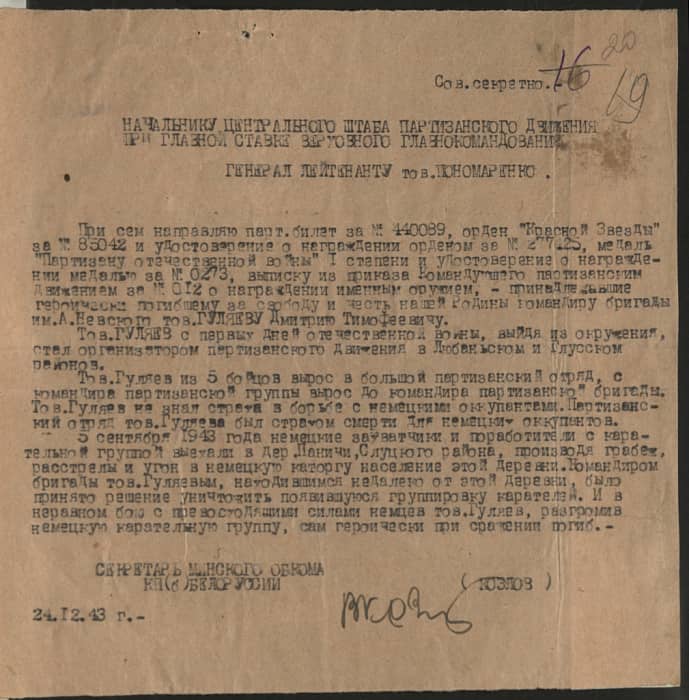 20
16
19
Сов.секретно.
НАЧАЛЬНИКУ ЦЕНТРАЛЬНОГО ШТАБА ПАРТИЗАНСКОГО ДВИЖЕНИЯ
ПРИ ГЛАВНОЙ СТАВКЕ ВЕРХОВНОГО ГЛАВНОКОМАНДОВАНИЯ
ГЕНЕРАЛ ЛЕЙТЕНАНТУ тов.ПОНОМАРЕНКО .
При сем направляю парт.билет за № 440089, орден "Красной Звезды"
за № 85042 и удостоверение о награждении орденом за № 277125, медаль
"Партизану отечественной войны" I степени и удостоверение о награжде-
нии медалью за № 0273, выписку из приказа Командующего партизанским
движением за № 012 о награждении именным оружием, - принадлежавшие
героически погибшему за свободу и честь нашей Родины командиру бригады
им.А.Невского тов.ГУЛЯЕВУ Дмитрию Тимофеевичу.
Тов.ГУЛЯЕВ с первых дней отечественной войны, выйдя из окружения,
стал организатором партизанского движения в Любаньском и Глусском
районов.
Тов.Гуляев из 5 бойцов вырос в большой партизанский отряд, с
командира партизанской группы вырос до командира партизанско" бригады.
Тов.Гуляев не знал страха в борьбе с немецкими оккупантами.Партизанс-
кий отряд тов.Гуляева был страхом смерти для немецких оккупантов.
5 сентября 1943 года немецкие захватчики и поработители с кара-
тельной группой выехали в дер.Паничи,Слуцкого района, производя грабеж,
расстрелы и угон в немецкую каторгу население этой деревни.Командиром
бригады тов.Гуляевым, находившимся недалеко от этой деревни, было
принято решение уничтожить появившуюся группировку карателей. И в
неравном бою с превосходящими силами немцев тов.Гуляев, разгромив
немецкую карательную группу, сам героически при сражении погиб.-
СЕКРЕТАРЬ МИНСКОГО ОБКОМА
КП(б)БЕЛОРУССИИ ( КОЗЛОВ )
24.12.43 г.-